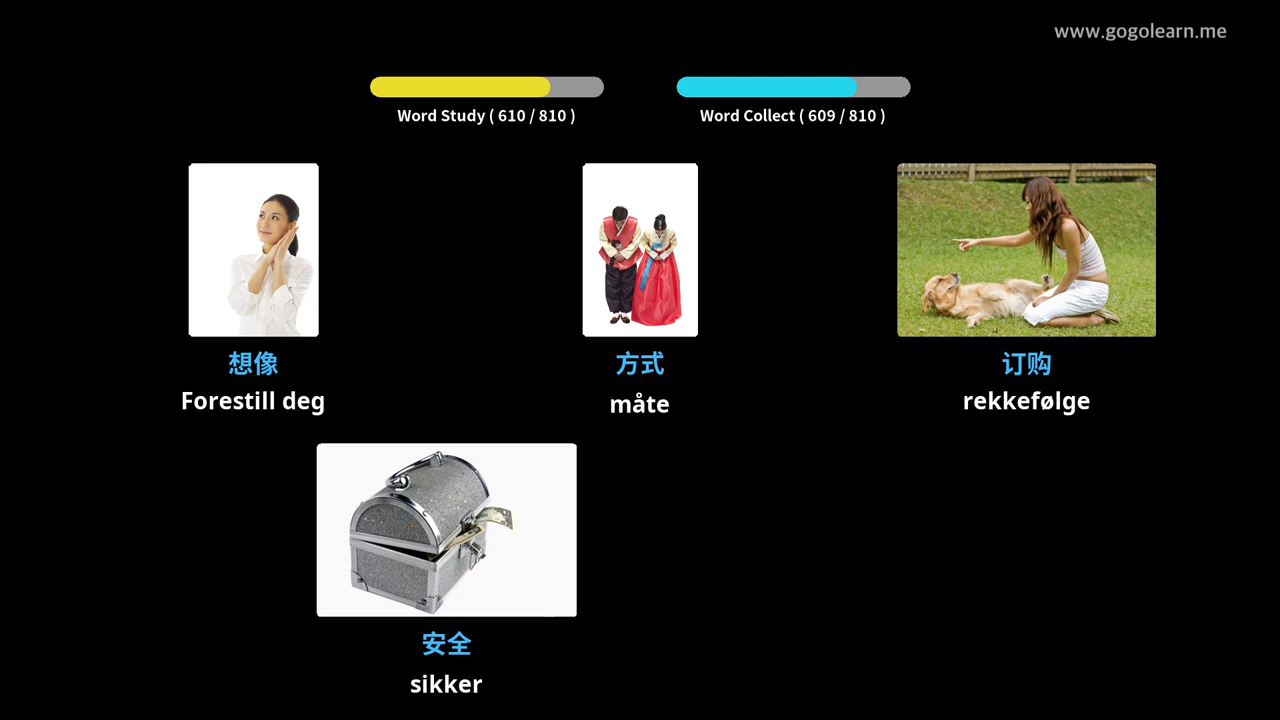 www.gogolearn.me
Word Study ( 610 / 810 )
Word Collect ( 609 / 810 )
想像
Forestill deg
方式
måte
订购
rekkefølge
安全
sikker